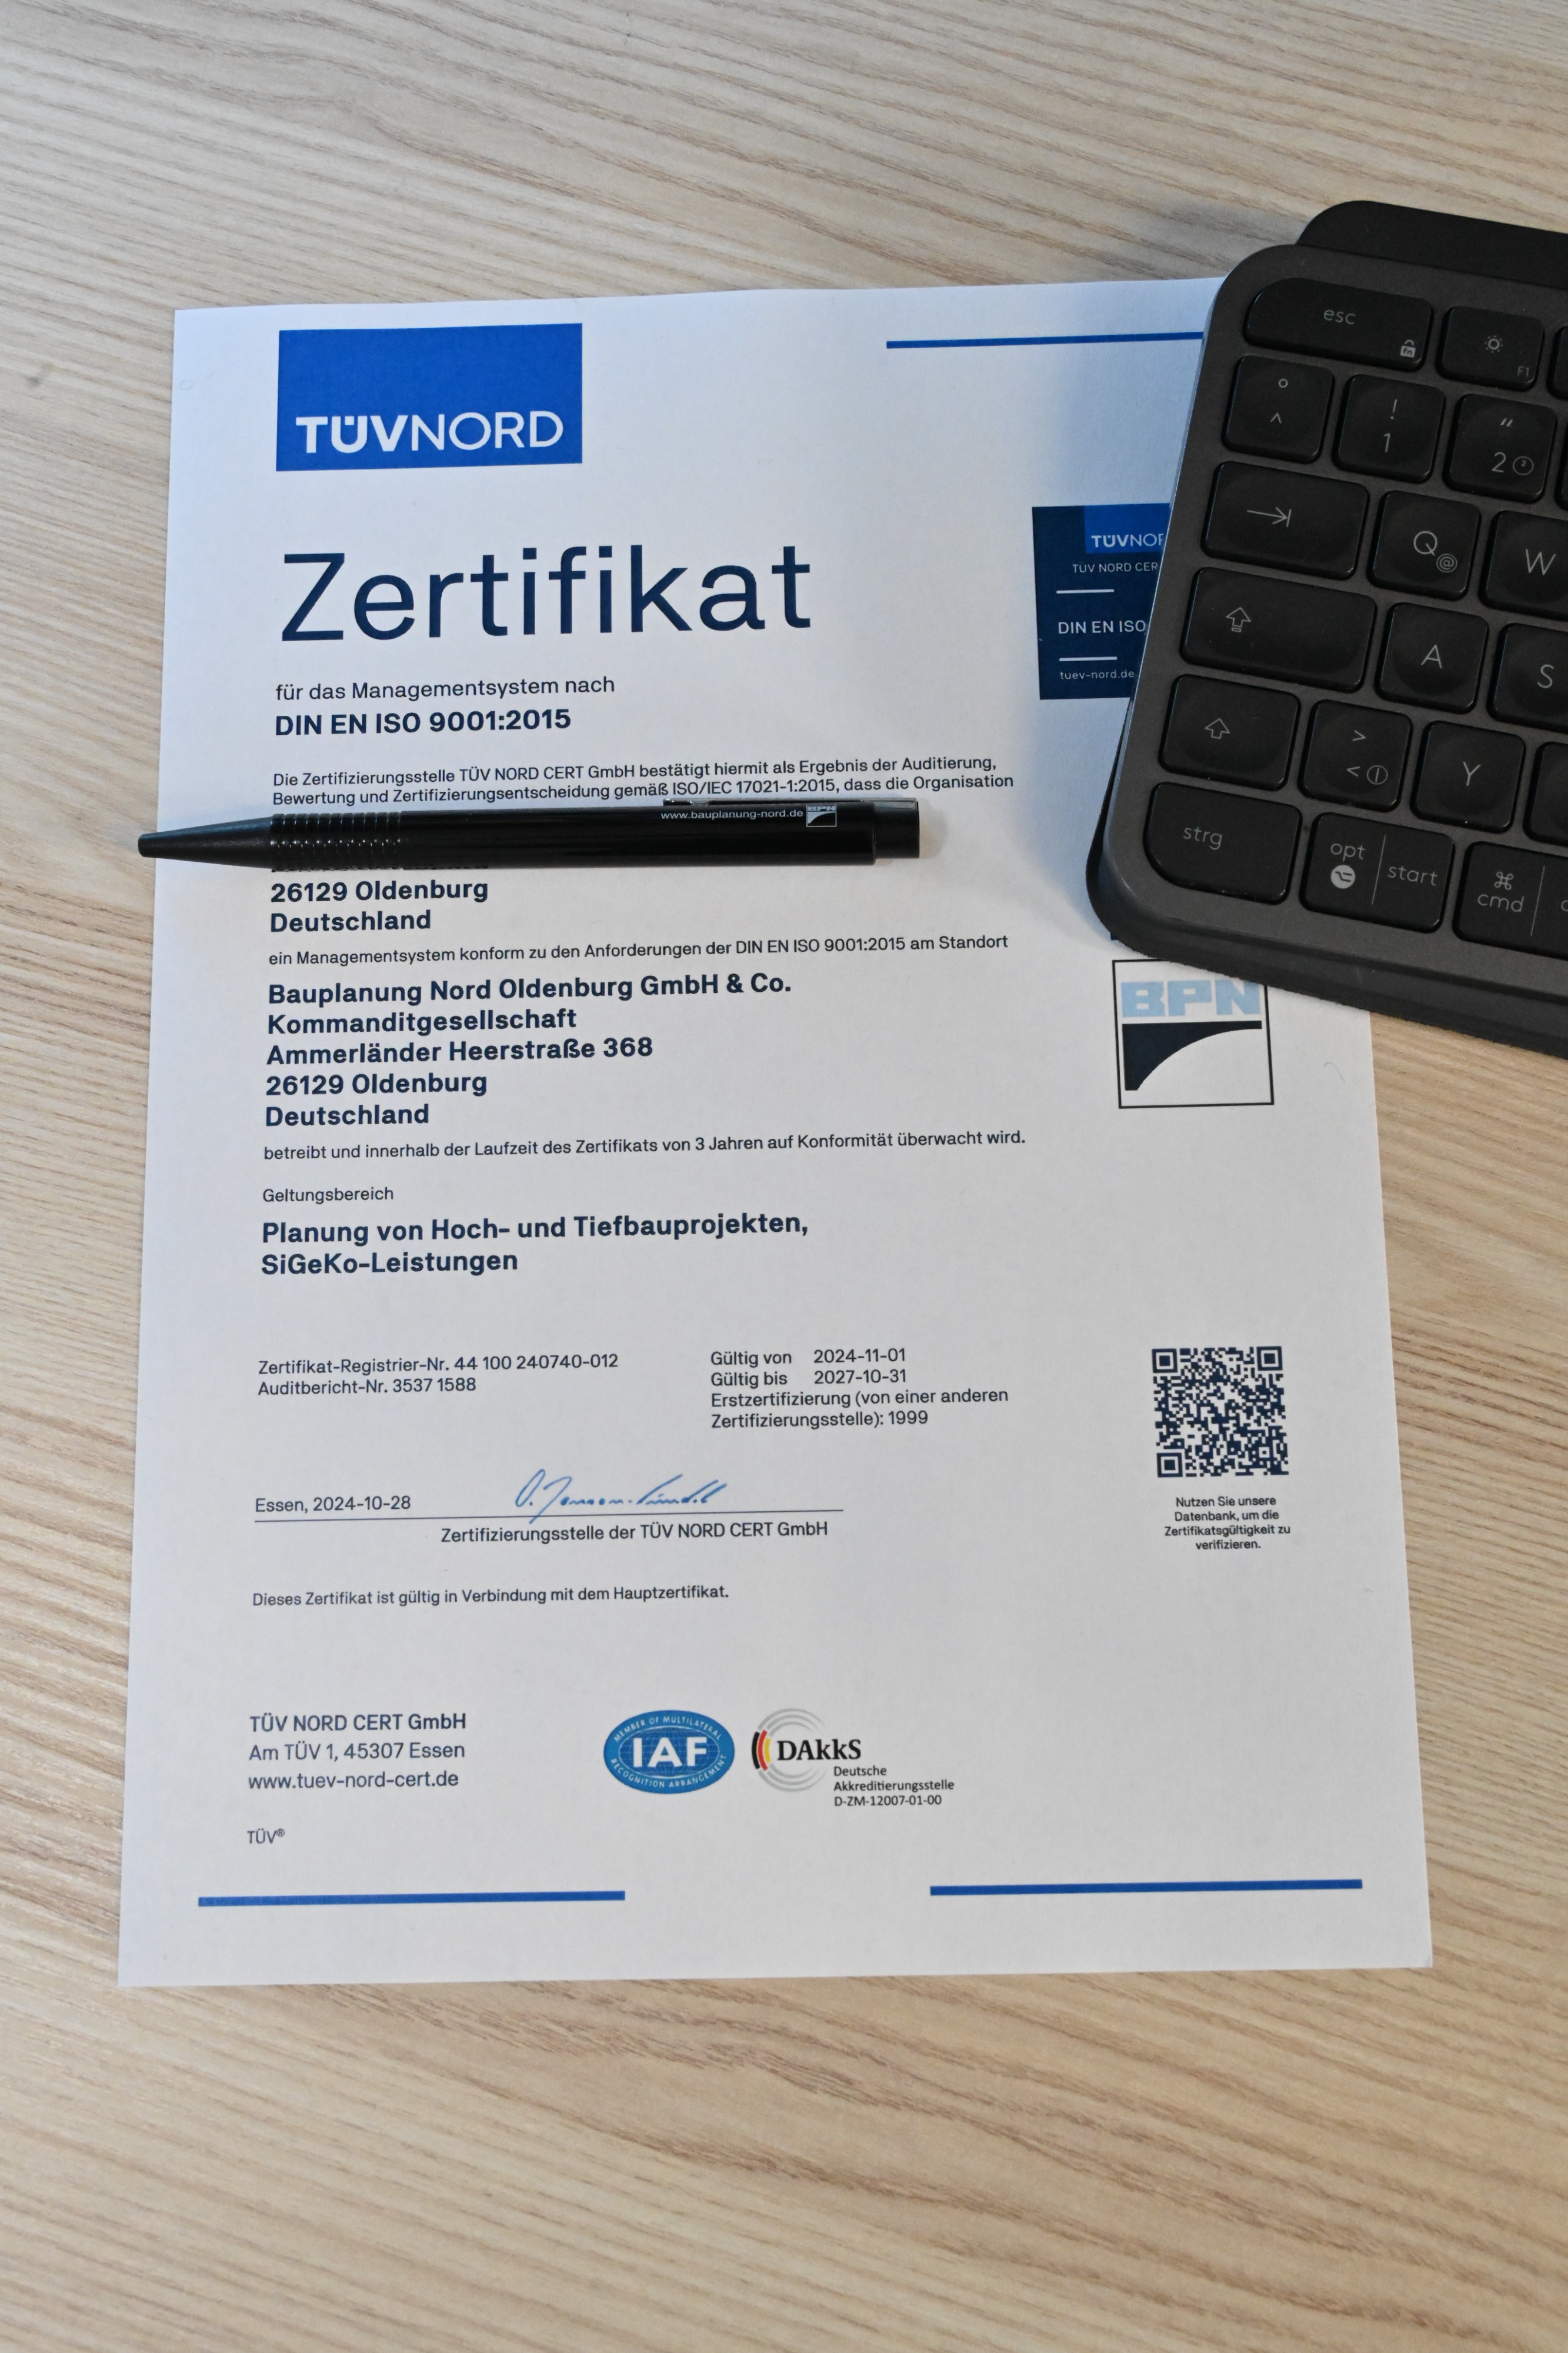 TÜVNORD
Zertifikat
für das Managementsystem nach
DIN EN ISO 9001:2015
TÜV NORD
DIN EN ISO
tuev-nord.de
Die Zertifizierungsstelle TÜV NORD CERT GmbH bestätigt hiermit als Ergebnis der Auditierung,
Bewertung und Zertifizierungsentscheidung gemäß ISO/IEC 17021-1:2015, dass die Organisation
www.bauplanung-nord.de BPN
26129 Oldenburg
Deutschland
ein Managementsystem konform zu den Anforderungen der DIN EN ISO 9001:2015 am Standort
Bauplanung Nord Oldenburg GmbH & Co.
Kommanditgesellschaft
Ammerländer Heerstraße 368
26129 Oldenburg
Deutschland
BPN
betreibt und innerhalb der Laufzeit des Zertifikats von 3 Jahren auf Konformität überwacht wird.
Geltungsbereich
Planung von Hoch- und Tiefbauprojekten,
SiGeKo-Leistungen
Zertifikat-Registrier-Nr. 44 100 240740-012
Auditbericht-Nr. 3537 1588
Gültig von 2024-11-01
Gültig bis 2027-10-31
Erstzertifizierung (von einer anderen
Zertifizierungsstelle): 1999
Essen, 2024-10-28
Zertifizierungsstelle der TÜV NORD CERT GmbH
Nutzen Sie unsere
Datenbank, um die
Zertifikatsgültigkeit zu
verifizieren.
Dieses Zertifikat ist gültig in Verbindung mit dem Hauptzertifikat.
TÜV NORD CERT GmbH
Am TÜV 1, 45307 Essen
www.tuev-nord-cert.de
MEMBER OF MULTILATERAL
IAF
RECOGNITION ARRANGEMENT
DAkkS
Deutsche
Akkreditierungsstelle
D-ZM-12007-01-00
TÜV®
esc
F1
° ^
! 1
" 2 ³
Q @
W
A
S
> <
Y
strg
opt start
cmd